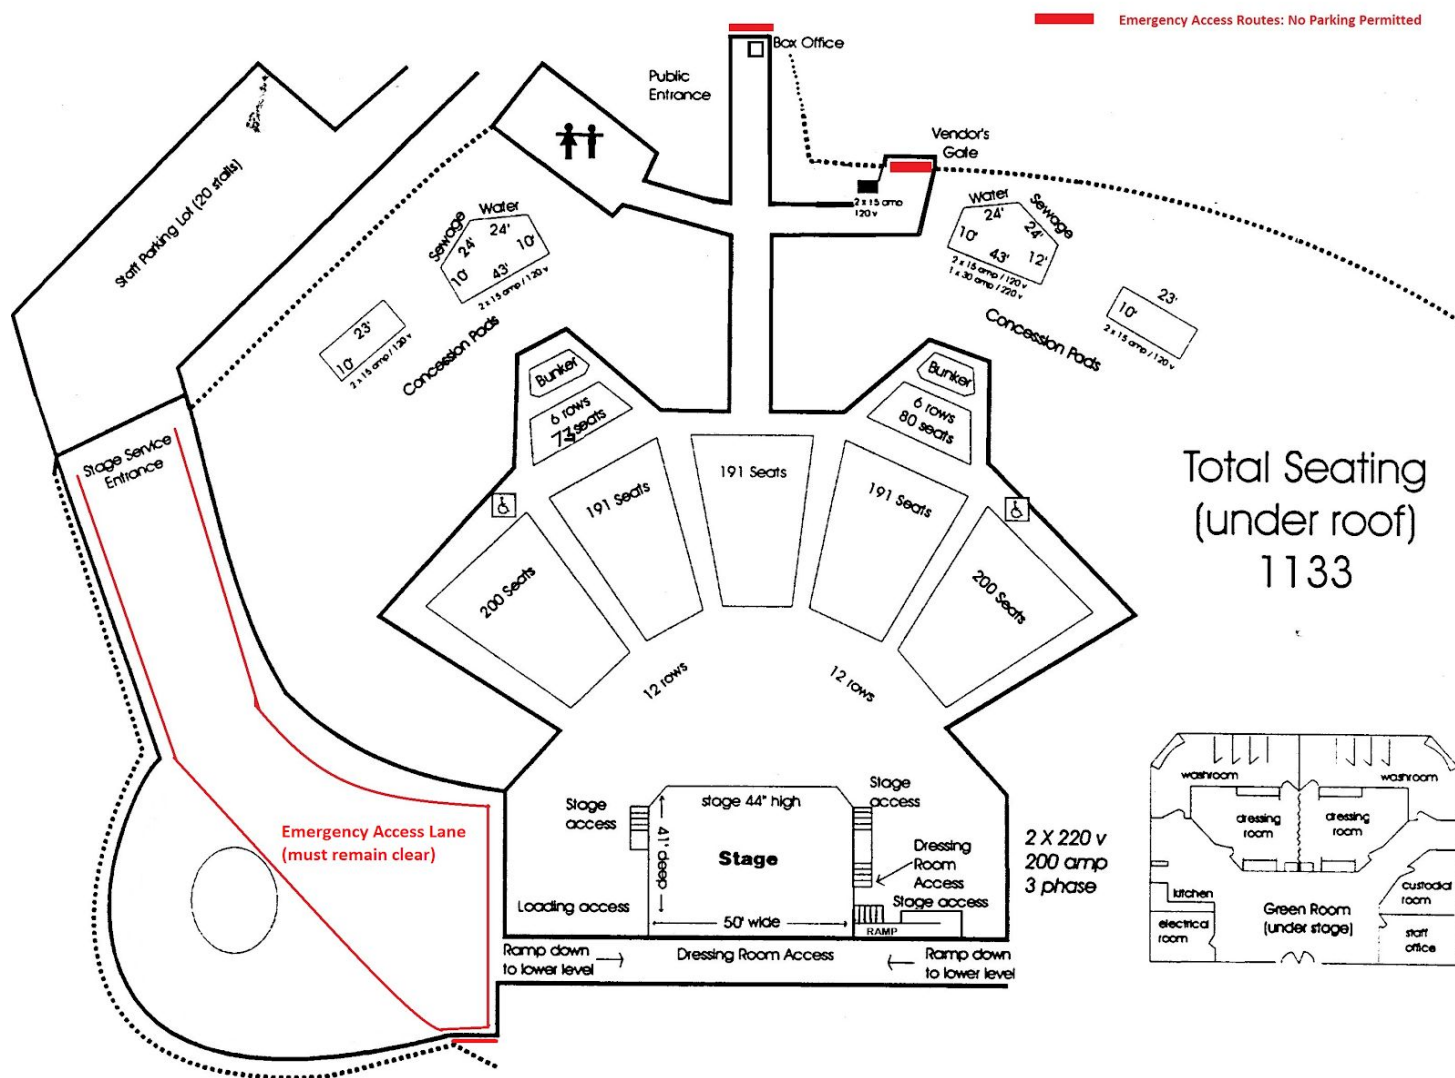 Emergency Access Routes: No Parking Permitted
Box Office
Public
Entrance
Vendor's
Gate
2 x 15 amp
120 v
Staff Parking Lot (20 stalls)
Sewage
Water
24'
24'
10'
10'
43'
2 x 15 amp / 120 v
23'
10'
2 x 15 amp / 120 v
Concession Pads
Water
Sewage
24'
24'
10'
43'
12'
2 x 15 amp / 120 v
1 x 30 amp / 220 v
23'
10'
2 x 15 amp / 120 v
Concession Pads
Bunker
6 rows
73 seats
Bunker
6 rows
80 seats
Stage Service
Entrance
191 Seats
191 Seats
191 Seats
200 Seats
200 Seats
12 rows
12 rows
Total Seating
(under roof)
1133
Stage
access
stage 44" high
Stage
access
41' deep
Stage
Dressing
Room
Access
Stage access
Loading access
50' wide
RAMP
2 X 220 v
200 amp
3 phase
Emergency Access Lane
(must remain clear)
Ramp down
to lower level
Dressing Room Access
Ramp down
to lower level
washroom
washroom
dressing
room
dressing
room
kitchen
custodial
room
electrical
room
Green Room
(under stage)
staff
office